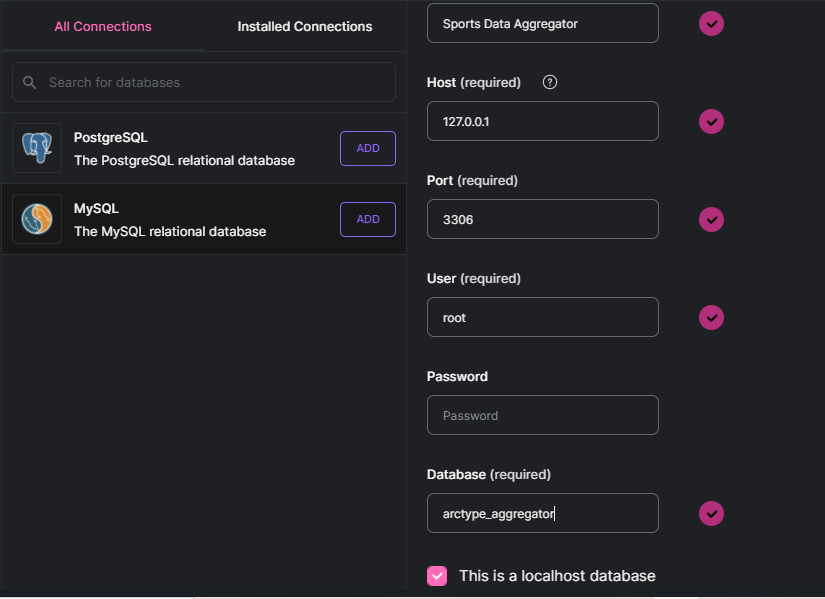 All Connections
Installed Connections
Search for databases
PostgreSQL
The PostgreSQL relational database
ADD
MySQL
The MySQL relational database
ADD
Sports Data Aggregator
Host (required) ?
127.0.0.1
Port (required)
3306
User (required)
root
Password
Password
Database (required)
arctype_aggregator
This is a localhost database